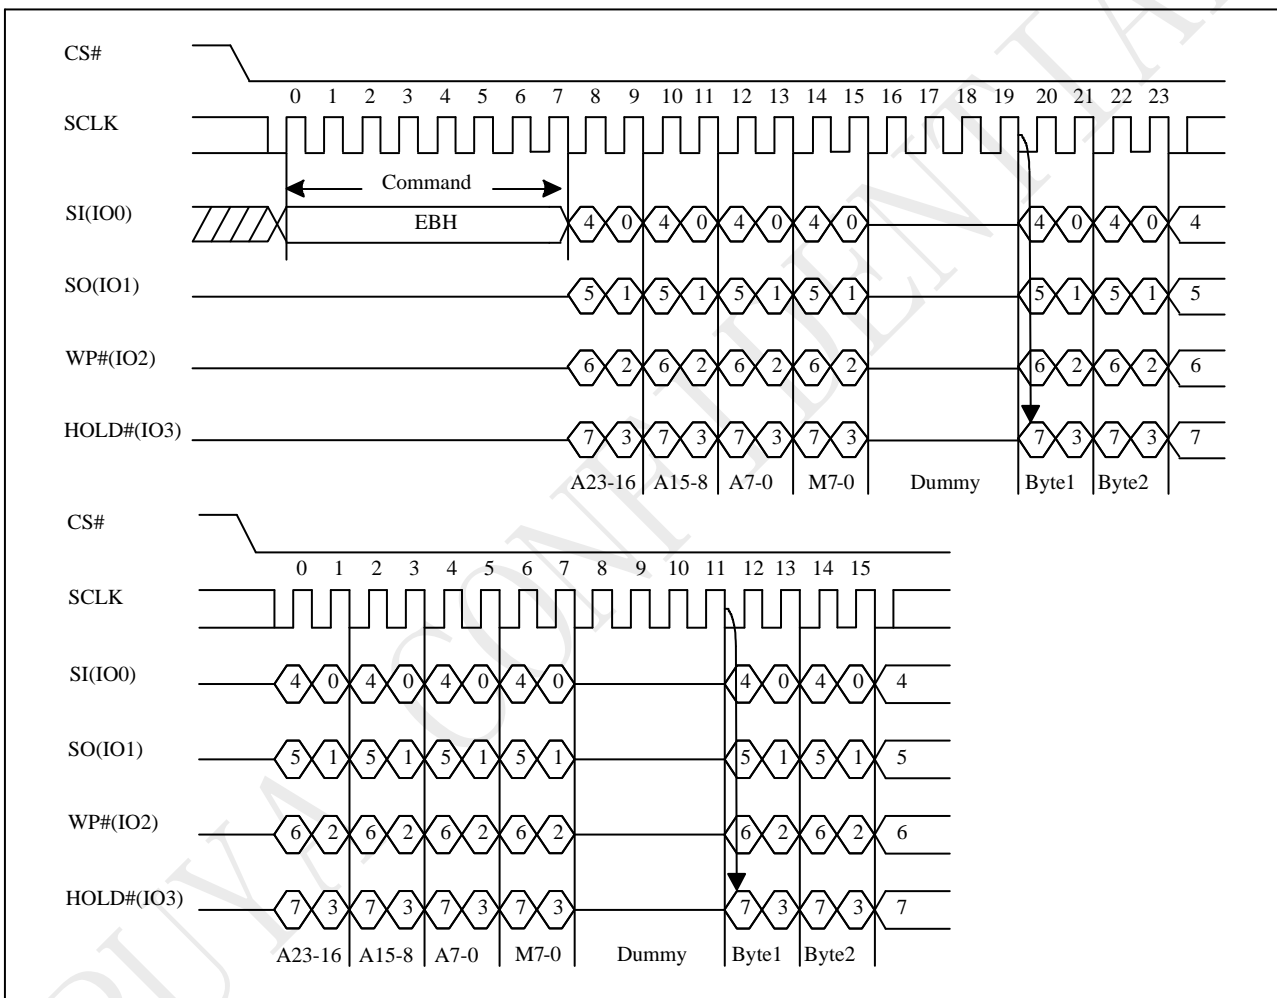 CS#
0 1 2 3 4 5 6 7 8 9 10 11 12 13 14 15 16 17 18 19 20 21 22 23
SCLK
Command
SI(IO0) EBH 4 0 4 0 4 0 4 0 4 0 4 0 4
SO(IO1) 5 1 5 1 5 1 5 1 5 1 5 1 5
WP#(IO2) 6 2 6 2 6 2 6 2 6 2 6 2 6
HOLD#(IO3) 7 3 7 3 7 3 7 3 7 3 7 3 7
A23-16 A15-8 A7-0 M7-0 Dummy Byte1 Byte2
CS#
0 1 2 3 4 5 6 7 8 9 10 11 12 13 14 15
SCLK
SI(IO0) 4 0 4 0 4 0 4 0 4 0 4 0 4
SO(IO1) 5 1 5 1 5 1 5 1 5 1 5 1 5
WP#(IO2) 6 2 6 2 6 2 6 2 6 2 6 2 6
HOLD#(IO3) 7 3 7 3 7 3 7 3 7 3 7 3 7
A23-16 A15-8 A7-0 M7-0 Dummy Byte1 Byte2
PUYA CONFIDENTIAL